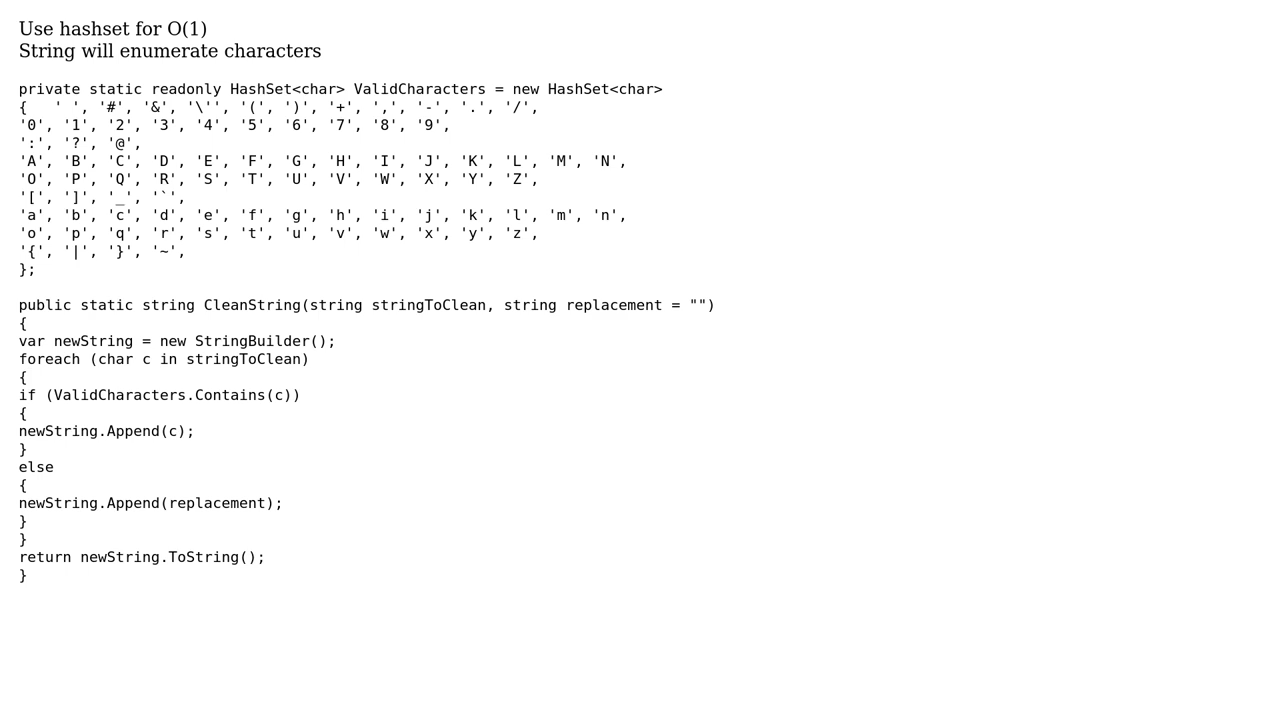 Use hashset for O(1)
String will enumerate characters
private static readonly HashSet<char> ValidCharacters = new HashSet<char>
{   ' ', '#', '&', '\'', '(', ')', '+', ',', '-', '.', '/',
'0', '1', '2', '3', '4', '5', '6', '7', '8', '9',
':', '?', '@',
'A', 'B', 'C', 'D', 'E', 'F', 'G', 'H', 'I', 'J', 'K', 'L', 'M', 'N',
'O', 'P', 'Q', 'R', 'S', 'T', 'U', 'V', 'W', 'X', 'Y', 'Z',
'[', ']', '_', '`',
'a', 'b', 'c', 'd', 'e', 'f', 'g', 'h', 'i', 'j', 'k', 'l', 'm', 'n',
'o', 'p', 'q', 'r', 's', 't', 'u', 'v', 'w', 'x', 'y', 'z',
 '{', '|', '}', '~',
};
public static string CleanString(string stringToClean, string replacement = "")
{
var newString = new StringBuilder();
foreach (char c in stringToClean)
{
if (ValidCharacters.Contains(c))
{
newString.Append(c);
}
else
{
newString.Append(replacement);
}
}
return newString.ToString();
}